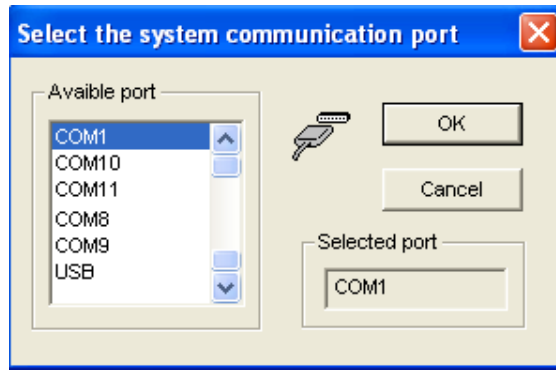 Select the system communication port
Avaible port
COM1
COM10
COM11
COM8
COM9
USB
OK
Cancel
Selected port
COM1